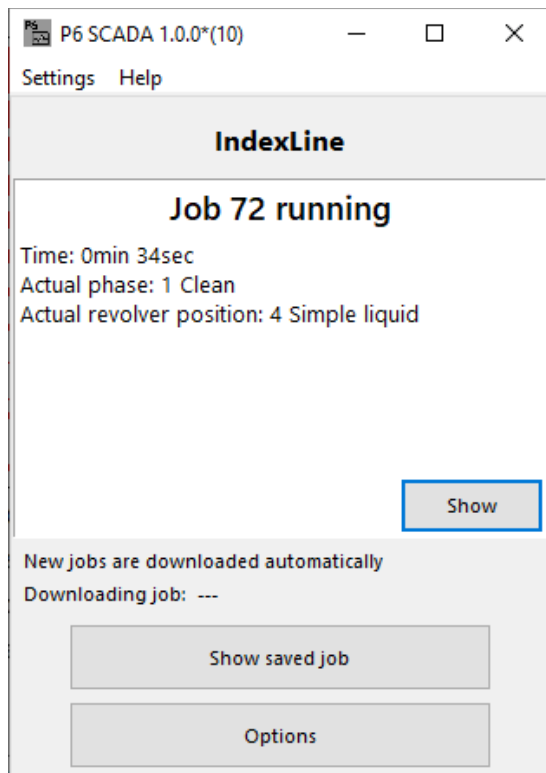 PS
P6 SCADA 1.0.0*(10)
Settings Help
IndexLine
Job 72 running
Time: 0min 34sec
Actual phase: 1 Clean
Actual revolver position: 4 Simple liquid
Show
New jobs are downloaded automatically
Downloading job: ---
Show saved job
Options